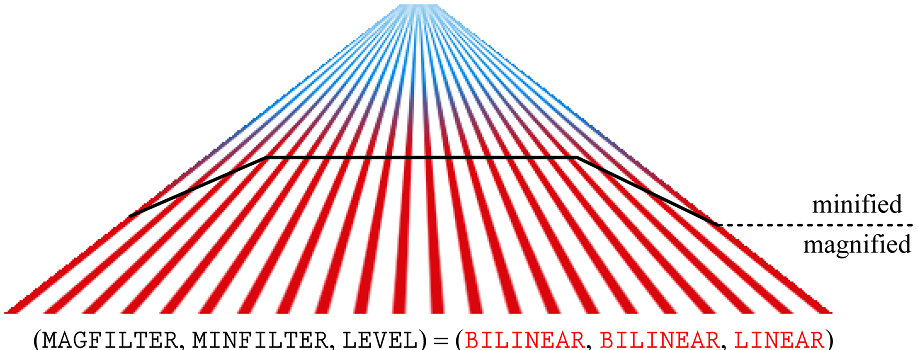 minified
magnified
(MAGFILTER, MINFILTER, LEVEL) = (BILINEAR, BILINEAR, LINEAR)